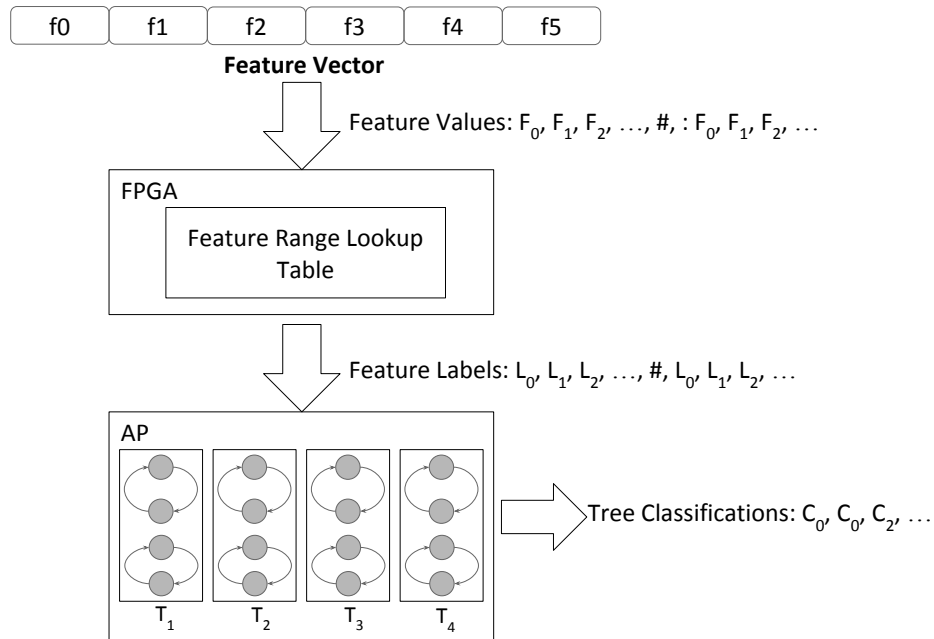 f0 f1 f2 f3 f4 f5
Feature Vector
Feature Values: F₀, F₁, F₂, …, #, : F₀, F₁, F₂, …
FPGA
Feature Range Lookup
Table
Feature Labels: L₀, L₁, L₂, …, #, L₀, L₁, L₂, …
AP
Tree Classifications: C₀, C₀, C₂, …
T₁ T₂ T₃ T₄